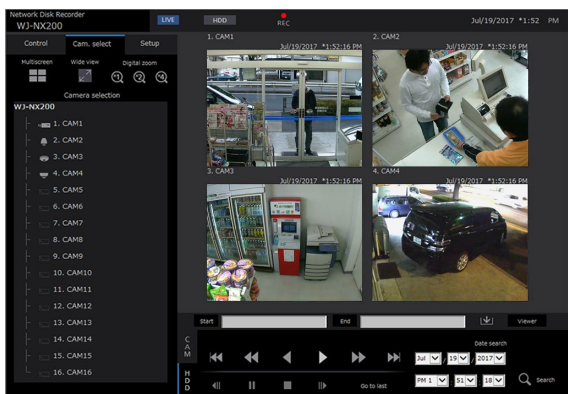 Network Disk Recorder
WJ-NX200
LIVE
HDD
REC
Jul/19/2017 *1:52 PM
Control
Cam. select
Setup
Multiscreen
Wide view
Digital zoom
x1
x2
x4
Camera selection
WJ-NX200
1. CAM1
2. CAM2
3. CAM3
4. CAM4
5. CAM5
6. CAM6
7. CAM7
8. CAM8
9. CAM9
10. CAM10
11. CAM11
12. CAM12
13. CAM13
14. CAM14
15. CAM15
16. CAM16
1. CAM1
Jul/19/2017 *1:52:16 PM
2. CAM2
Jul/19/2017 *1:52:16 PM
3. CAM3
Jul/19/2017 *1:52:16 PM
4. CAM4
Jul/19/2017 *1:52:16 PM
Start
End
Viewer
CAM
HDD
Go to last
Date search
Jul / 19 / 2017
PM 1 51 18
Search